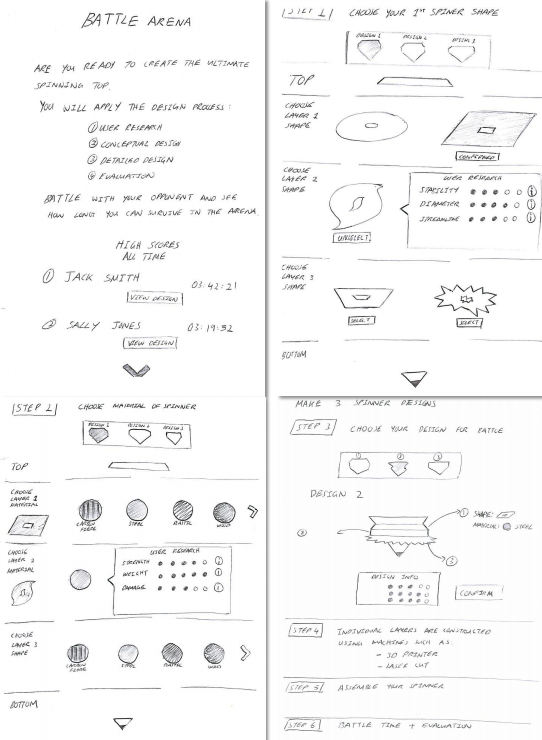 BATTLE ARENA
ARE YOU READY TO CREATE THE ULTIMATE
SPINNING TOP.
YOU WILL APPLY THE DESIGN PROCESS:
① USER RESEARCH
② CONCEPTUAL DESIGN
③ DETAILED DESIGN
④ EVALUATION
BATTLE WITH YOUR OPPONENT AND SEE
HOW LONG YOU CAN SURVIVE IN THE ARENA.
HIGH SCORES
ALL TIME
① JACK SMITH 03:42:21
VIEW DESIGN
② SALLY JONES 03:19:52
VIEW DESIGN
STEP 1 CHOOSE YOUR 1ST SPINER SHAPE
DESIGN 1 DESIGN 2 DESIGN 3
TOP
CHOOSE
LAYER 1
SHAPE
CONFIRMED
CHOOSE
LAYER 2
SHAPE
USER RESEARCH
STABILITY
DIAMETER
STREAMLINE
UNSELECT
CHOOSE
LAYER 3
SHAPE
SELECT SELECT
BOTTOM
STEP 2 CHOOSE MATERIAL OF SPINNER
DESIGN 1 DESIGN 2 DESIGN 3
TOP
CHOOSE
LAYER 1
MATERIAL
CARBON
FIBRE
STEEL PLASTIC WOOD
CHOOSE
LAYER 2
MATERIAL
USER RESEARCH
STRENGTH
WEIGHT
DAMAGE
CHOOSE
LAYER 3
SHAPE
CARBON
FIBRE
STEEL PLASTIC WOOD
BOTTOM
MAKE 3 SPINNER DESIGNS
STEP 3 CHOOSE YOUR DESIGN FOR BATTLE
① ② ③
DESIGN 2
① SHAPE:
MATERIAL: STEEL
②
③
DESIGN INFO
CONFIRM
STEP 4 INDIVIDUAL LAYERS ARE CONSTRUCTED
USING MACHINES SUCH AS:
- 3D PRINTER
- LASER CUT
STEP 5 ASSEMBLE YOUR SPINNER
STEP 6 BATTLE TIME + EVALUATION